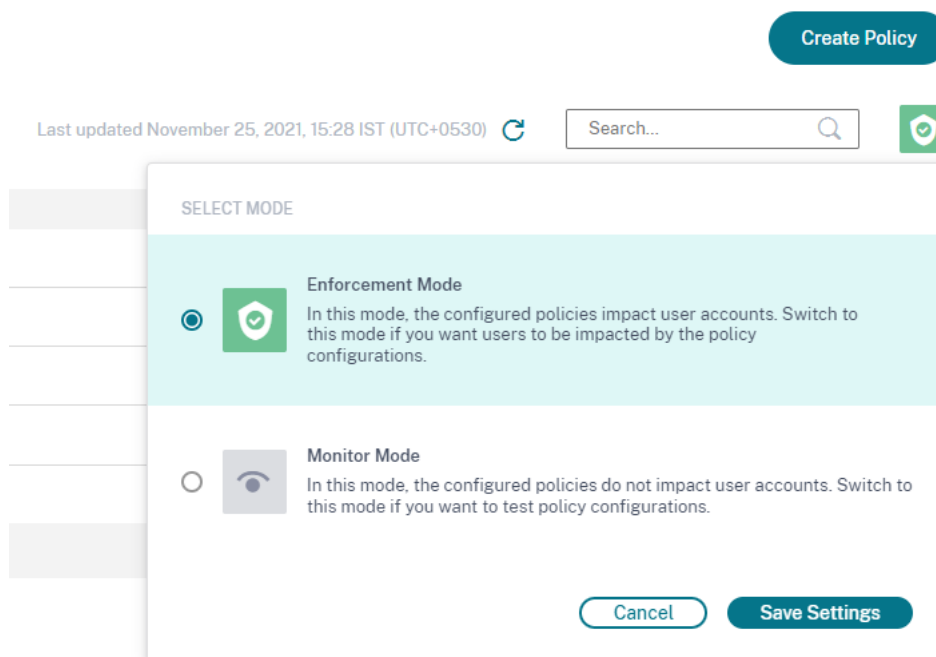 Create Policy
Last updated November 25, 2021, 15:28 IST (UTC+0530)
Search...
SELECT MODE
Enforcement Mode
In this mode, the configured policies impact user accounts. Switch to
this mode if you want users to be impacted by the policy
configurations.
Monitor Mode
In this mode, the configured policies do not impact user accounts. Switch to
this mode if you want to test policy configurations.
Cancel
Save Settings